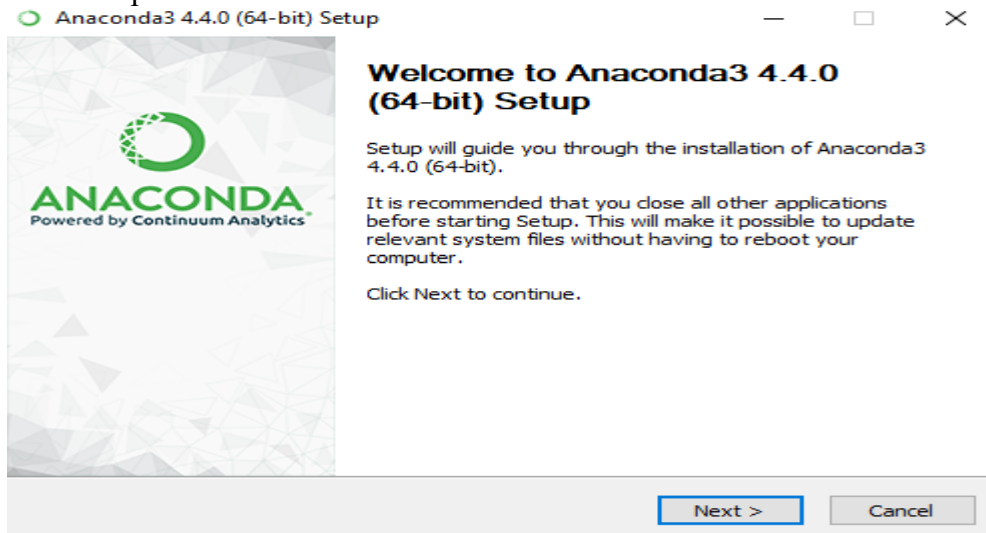 Anaconda3 4.4.0 (64-bit) Setup
Welcome to Anaconda3 4.4.0
(64-bit) Setup
Setup will guide you through the installation of Anaconda3
4.4.0 (64-bit).
It is recommended that you close all other applications
before starting Setup. This will make it possible to update
relevant system files without having to reboot your
computer.
Click Next to continue.
ANACONDA
Powered by Continuum Analytics
Next >
Cancel